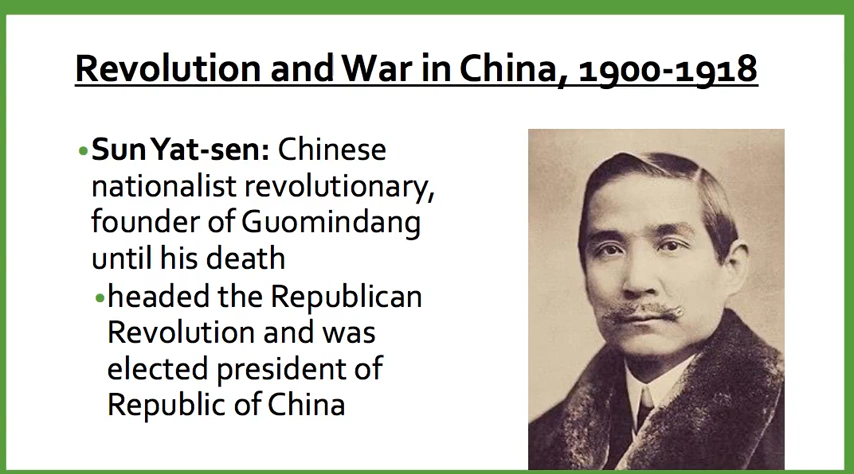 Revolution and War in China, 1900-1918
•Sun Yat-sen: Chinese
nationalist revolutionary,
founder of Guomindang
until his death
•headed the Republican
Revolution and was
elected president of
Republic of China